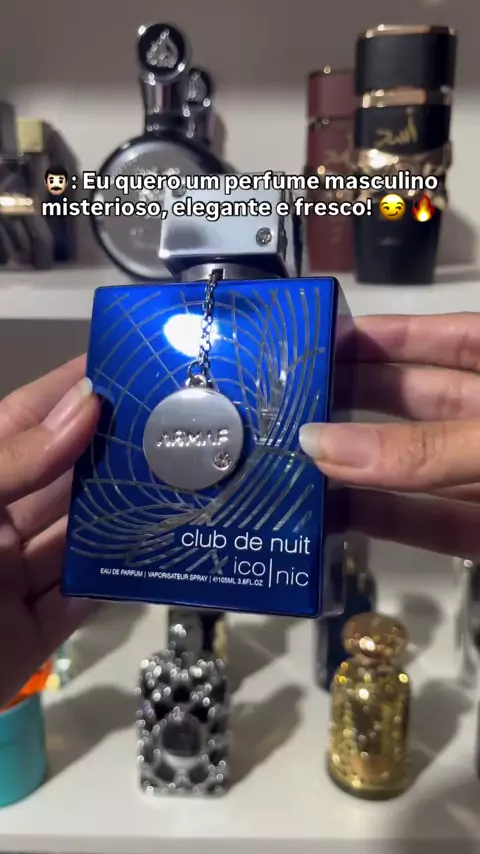 🧔🏻: Eu quero um perfume masculino
misterioso, elegante e fresco! 😏🔥
ARMAF
club de nuit
ico|nic
EAU DE PARFUM | VAPORISATEUR SPRAY | ℮105ML 3.6FL.OZ